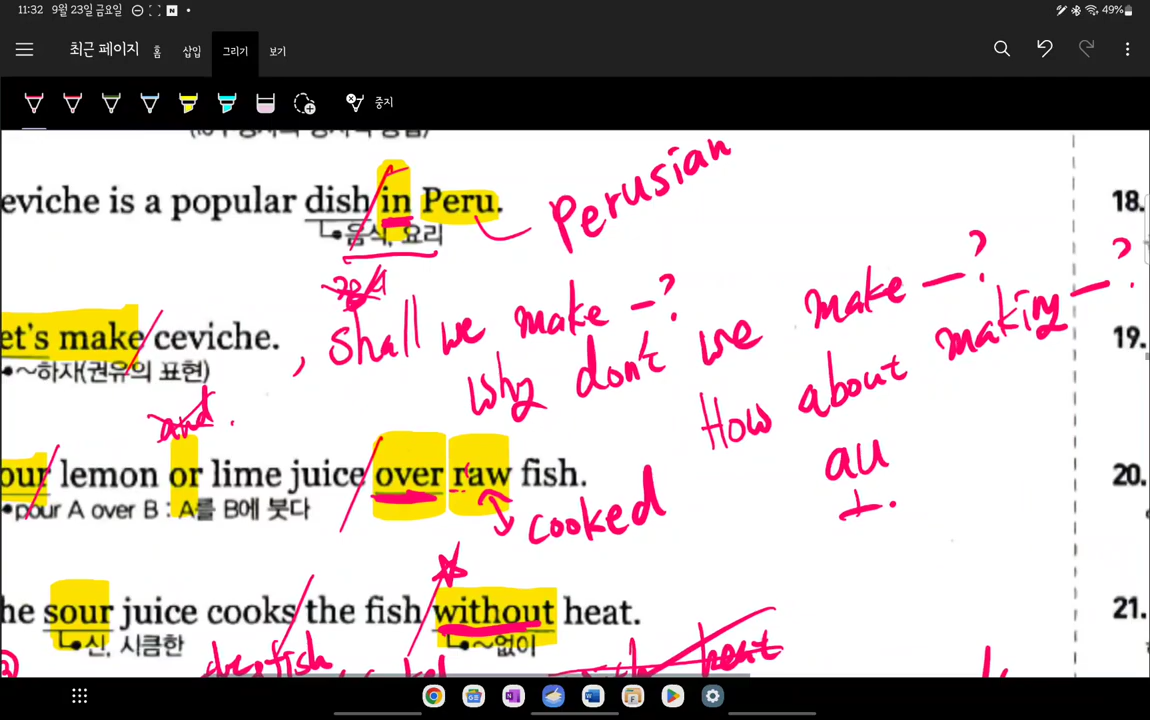 11:32 9월 23일 금요일 N 49%
최근 페이지 홈 삽입 그리기 보기
중지
eviche is a popular dish in Peru. Perusian 18.
음식, 요리
et's make ceviche. , shall we make ㅡ? make ㅡ? 19.
~하자(권유의 표현) why don't we making ㅡ?
How about
and.
our lemon or lime juice over raw fish. au 20.
pour A over B : A를 B에 붓다 cooked
he sour juice cooks the fish without heat. 21.
신, 시큼한 ~없이
heat